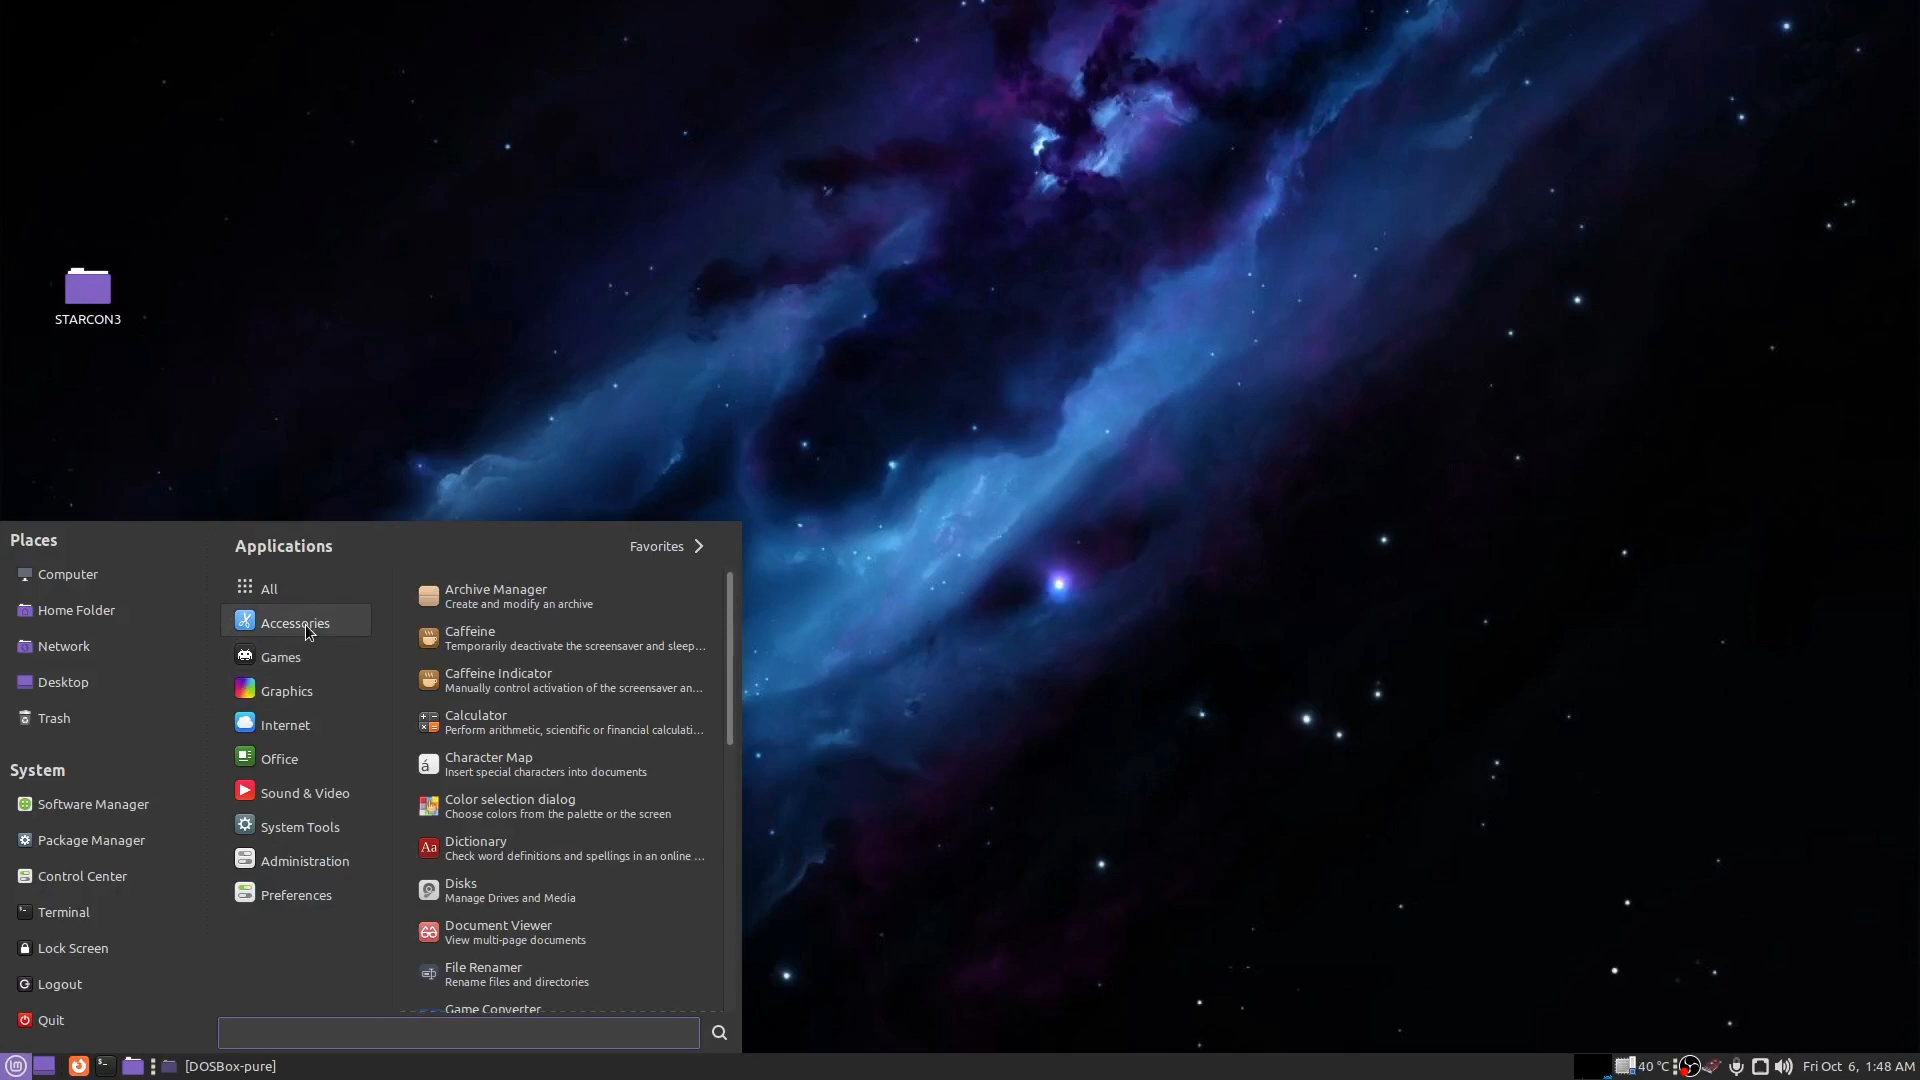 STARCON3
Places
Computer
Home Folder
Network
Desktop
Trash
System
Software Manager
Package Manager
Control Center
Terminal
Lock Screen
Logout
Quit
Applications
Favorites
All
Accessories
Games
Graphics
Internet
Office
Sound & Video
System Tools
Administration
Preferences
Archive Manager
Create and modify an archive
Caffeine
Temporarily deactivate the screensaver and sleep...
Caffeine Indicator
Manually control activation of the screensaver an...
Calculator
Perform arithmetic, scientific or financial calculati...
Character Map
Insert special characters into documents
Color selection dialog
Choose colors from the palette or the screen
Dictionary
Check word definitions and spellings in an online ...
Disks
Manage Drives and Media
Document Viewer
View multi-page documents
File Renamer
Rename files and directories
Game Converter
[DOSBox-pure]
40 °C
Fri Oct 6, 1:48 AM